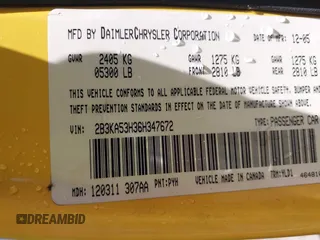 MFD BY DAIMLERCHRYSLER CORPORATION
DATE OF MFR 12-05
GVWR 2405 KG
05300 LB
GAWR FRONT 1275 KG
2810 LB
GAWR REAR 1275 KG
2810 LB
THIS VEHICLE CONFORMS TO ALL APPLICABLE FEDERAL MOTOR VEHICLE SAFETY, BUMPER AND
THEFT PREVENTION STANDARDS IN EFFECT ON THE DATE OF MANUFACTURE SHOWN ABOVE.
VIN: 2B3KA53H36H347672
TYPE: PASSENGER CAR
MDH: 120311 307AA
PNT: PYH
VEHICLE MADE IN CANADA
TRM: HLD1
DREAMBID